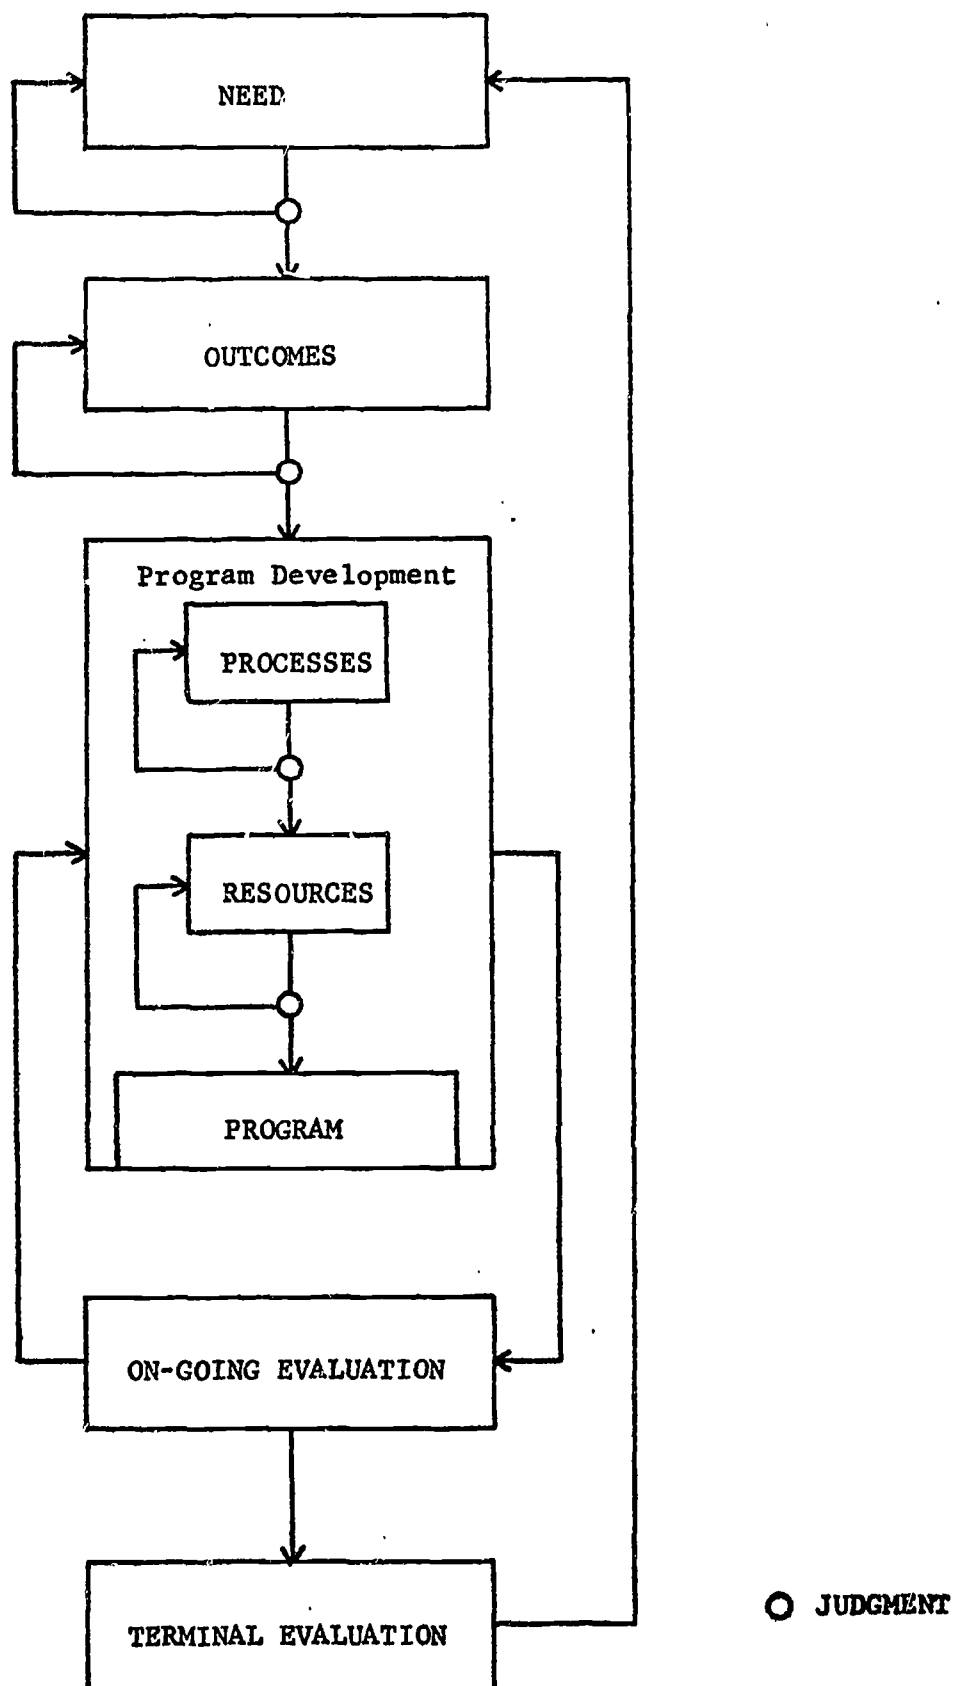 NEED
OUTCOMES
Program Development
PROCESSES
RESOURCES
PROGRAM
ON-GOING EVALUATION
TERMINAL EVALUATION
JUDGMENT